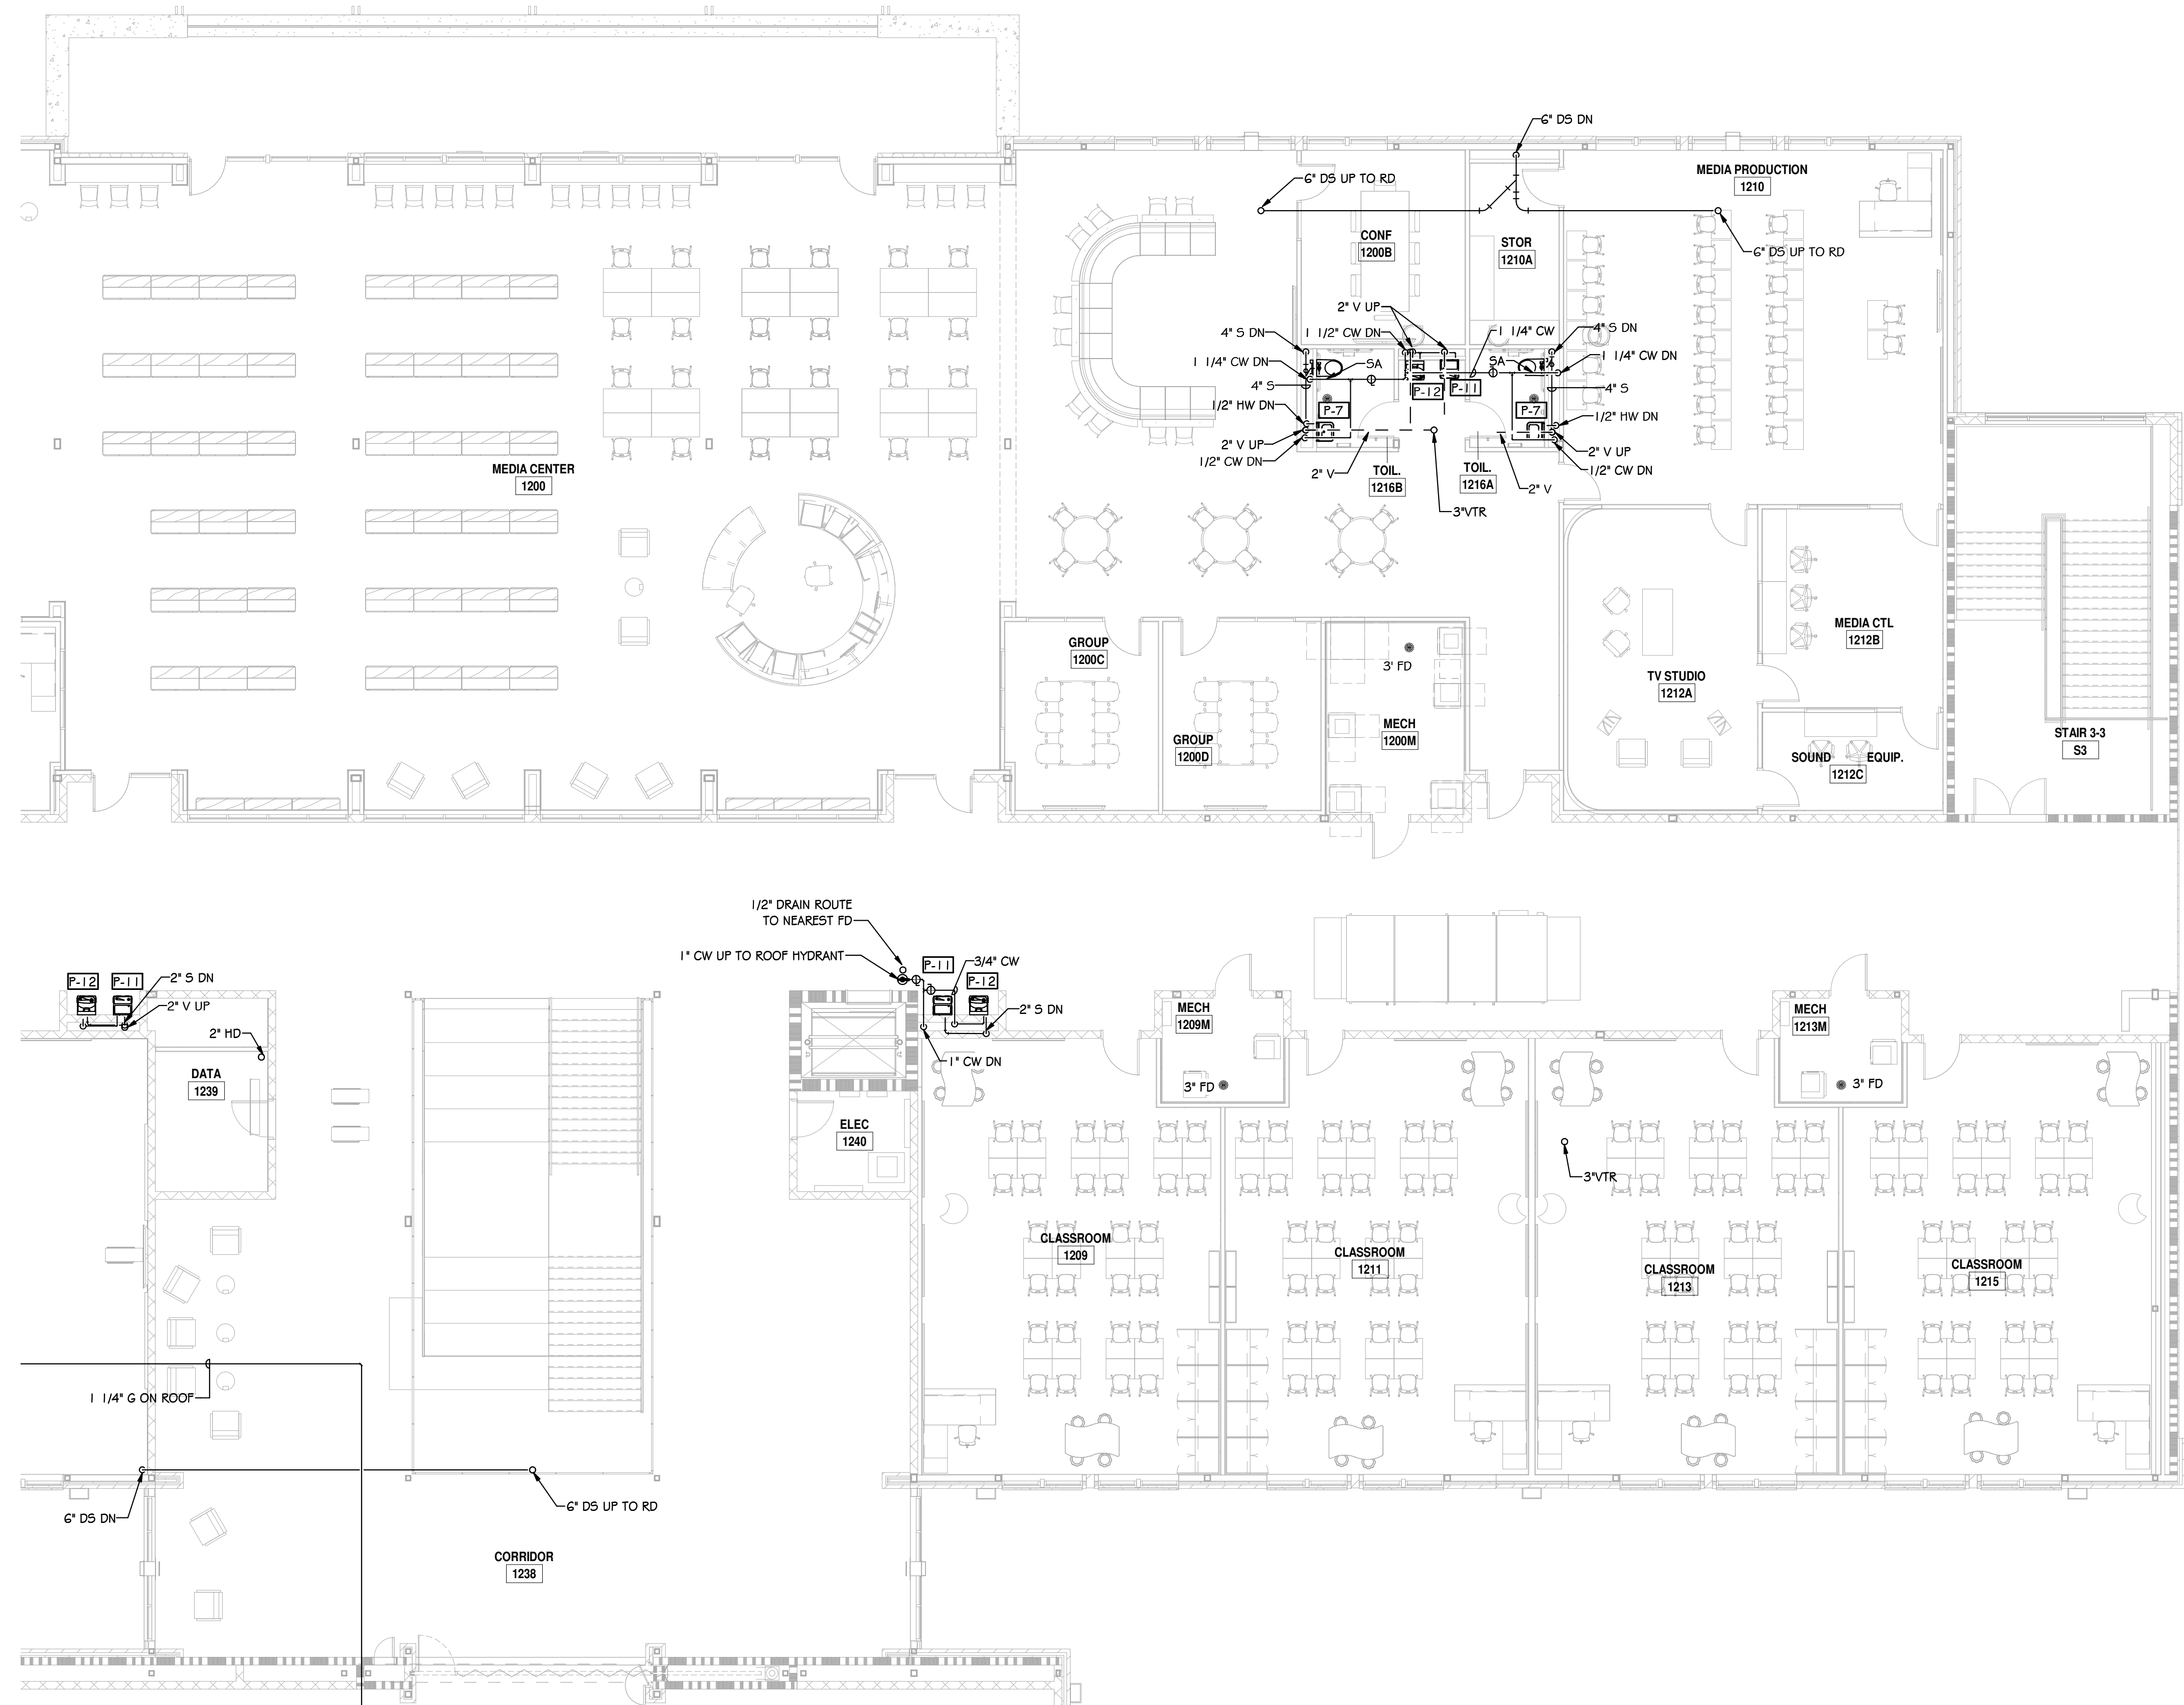 6" DS DN
MEDIA PRODUCTION
1210
6" DS UP TO RD
CONF
1200B
STOR
1210A
6" DS UP TO RD
2" V UP
4" S DN
1 1/2" CW DN
1 1/4" CW
4" S DN
1 1/4" CW DN
SA
SA
1 1/4" CW DN
4" S
P-12
P-11
4" S
1/2" HW DN
P-7
P-7
1/2" HW DN
2" V UP
2" V UP
1/2" CW DN
1/2" CW DN
MEDIA CENTER
1200
2" V
TOIL.
1216B
TOIL.
1216A
2" V
3"VTR
GROUP
1200C
MEDIA CTL
1212B
3' FD
TV STUDIO
1212A
GROUP
1200D
MECH
1200M
STAIR 3-3
S3
SOUND EQUIP.
1212C
1/2" DRAIN ROUTE
TO NEAREST FD
1" CW UP TO ROOF HYDRANT
P-11
3/4" CW
P-12
P-12
P-11
2" S DN
2" V UP
2" S DN
MECH
1209M
MECH
1213M
2" HD
1" CW DN
DATA
1239
3" FD
3" FD
ELEC
1240
3"VTR
CLASSROOM
1209
CLASSROOM
1211
CLASSROOM
1213
CLASSROOM
1215
1 1/4" G ON ROOF
6" DS UP TO RD
6" DS DN
CORRIDOR
1238